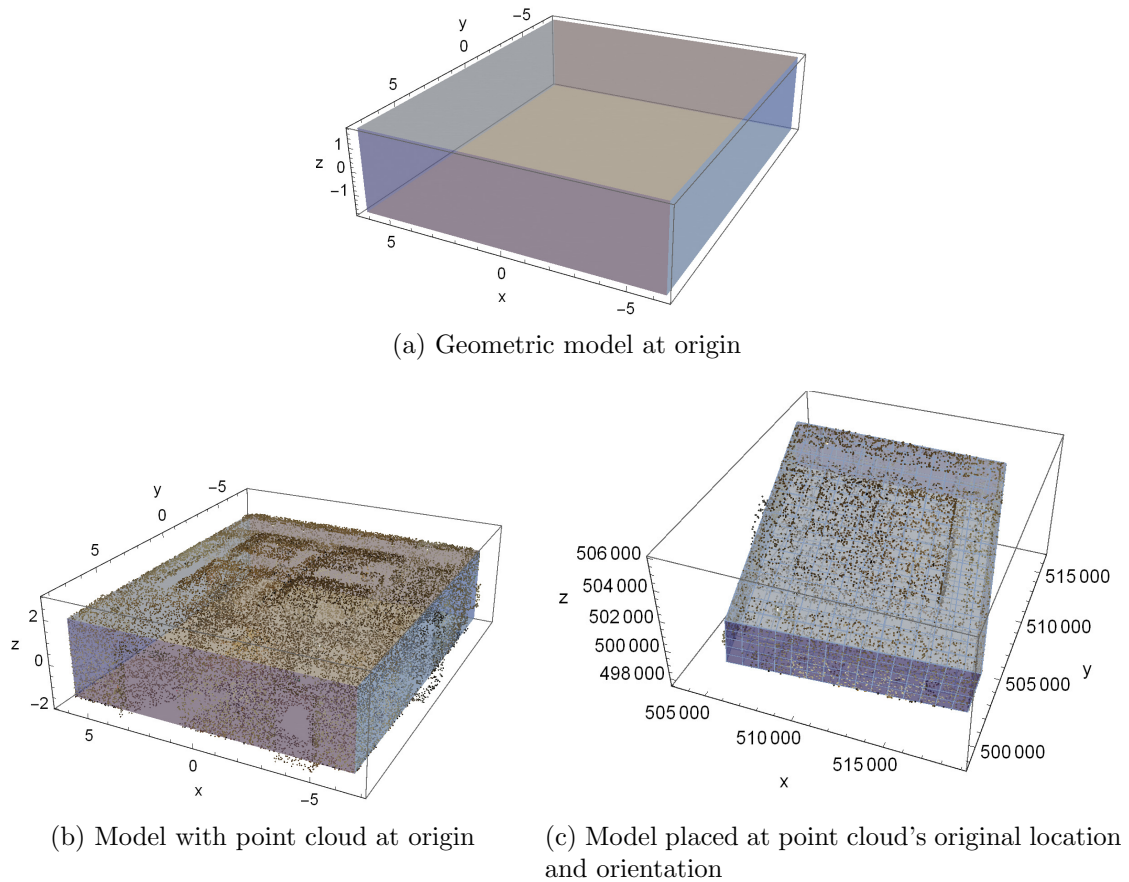 -5
y
0
5
1
z 0
-1
5
0
x
-5
(a) Geometric model at origin
-5
y
0
5
2
z
0
-2
5
0
x
-5
(b) Model with point cloud at origin
506 000
504 000
z
502 000
500 000
498 000
505 000
510 000
515 000
x
515 000
510 000
y
505 000
500 000
(c) Model placed at point cloud's original location
and orientation